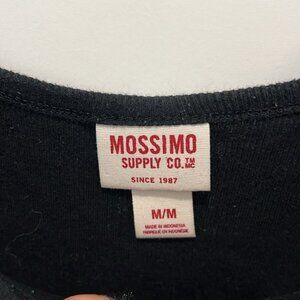 MOSSIMO
SUPPLY CO.™ MC
SINCE 1987
M/M
MADE IN INDONESIA
FABRIQUÉ EN INDONÉSIE